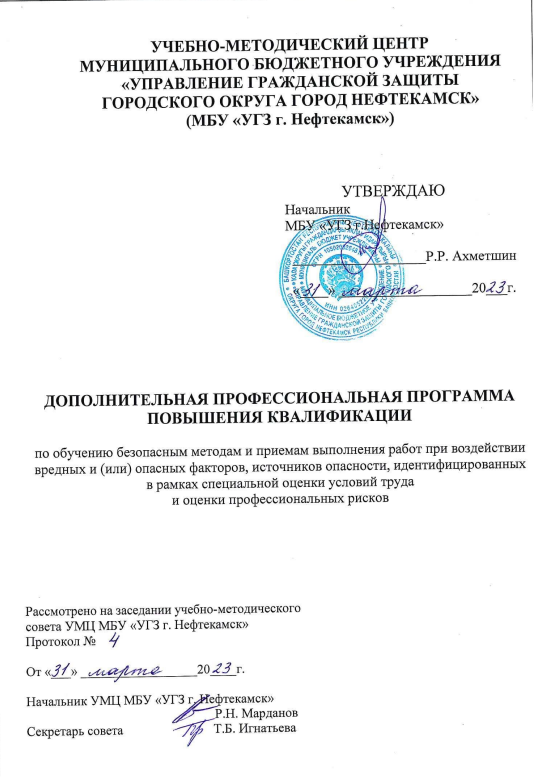 УЧЕБНО-МЕТОДИЧЕСКИЙ ЦЕНТР
МУНИЦИПАЛЬНОГО БЮДЖЕТНОГО УЧРЕЖДЕНИЯ
«УПРАВЛЕНИЕ ГРАЖДАНСКОЙ ЗАЩИТЫ
ГОРОДСКОГО ОКРУГА ГОРОД НЕФТЕКАМСК»
(МБУ «УГЗ г. Нефтекамск»)
УТВЕРЖДАЮ
Начальник
МБУ «УГЗ г.Нефтекамск»
Р.Р. Ахметшин
«31» марта 2023г.
ДОПОЛНИТЕЛЬНАЯ ПРОФЕССИОНАЛЬНАЯ ПРОГРАММА
ПОВЫШЕНИЯ КВАЛИФИКАЦИИ
по обучению безопасным методам и приемам выполнения работ при воздействии
вредных и (или) опасных факторов, источников опасности, идентифицированных
в рамках специальной оценки условий труда
и оценки профессиональных рисков
Рассмотрено на заседании учебно-методического
совета УМЦ МБУ «УГЗ г. Нефтекамск»
Протокол № 4
От «31» марта 2023г.
Начальник УМЦ МБУ «УГЗ г. Нефтекамск»
Р.Н. Марданов
Секретарь совета Т.Б. Игнатьева